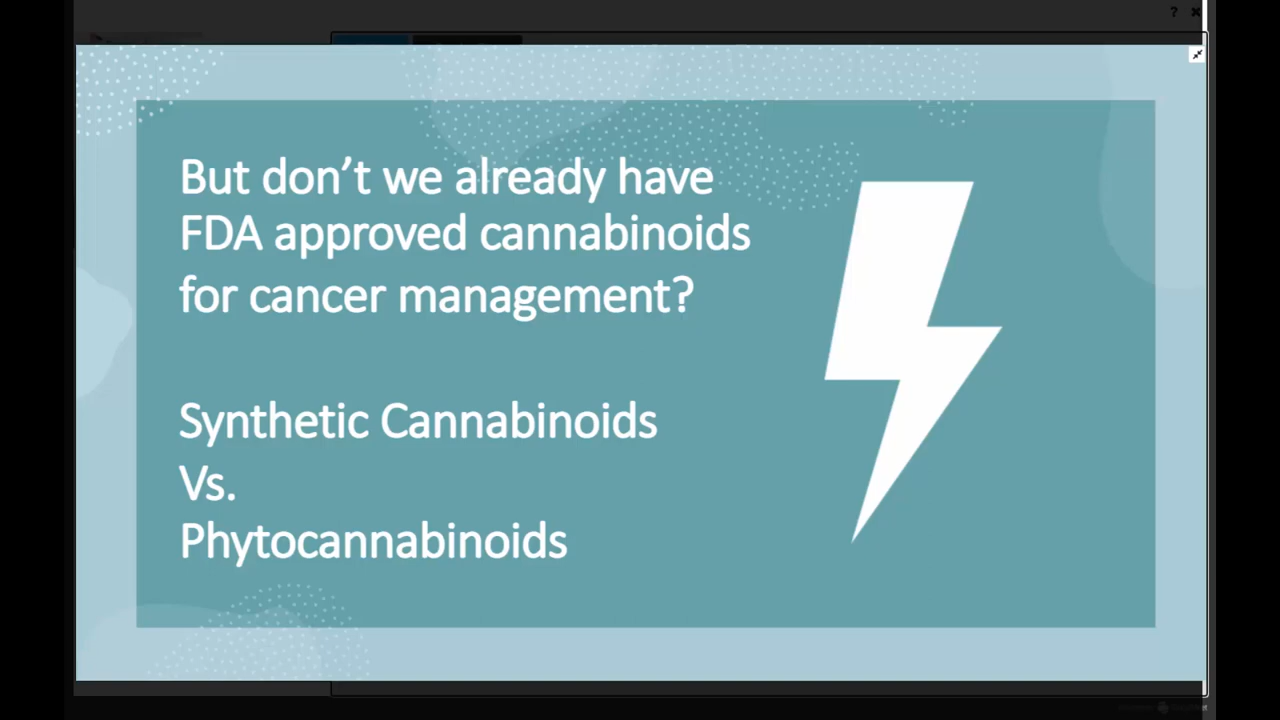 But don’t we already have
FDA approved cannabinoids
for cancer management?
Synthetic Cannabinoids
Vs.
Phytocannabinoids